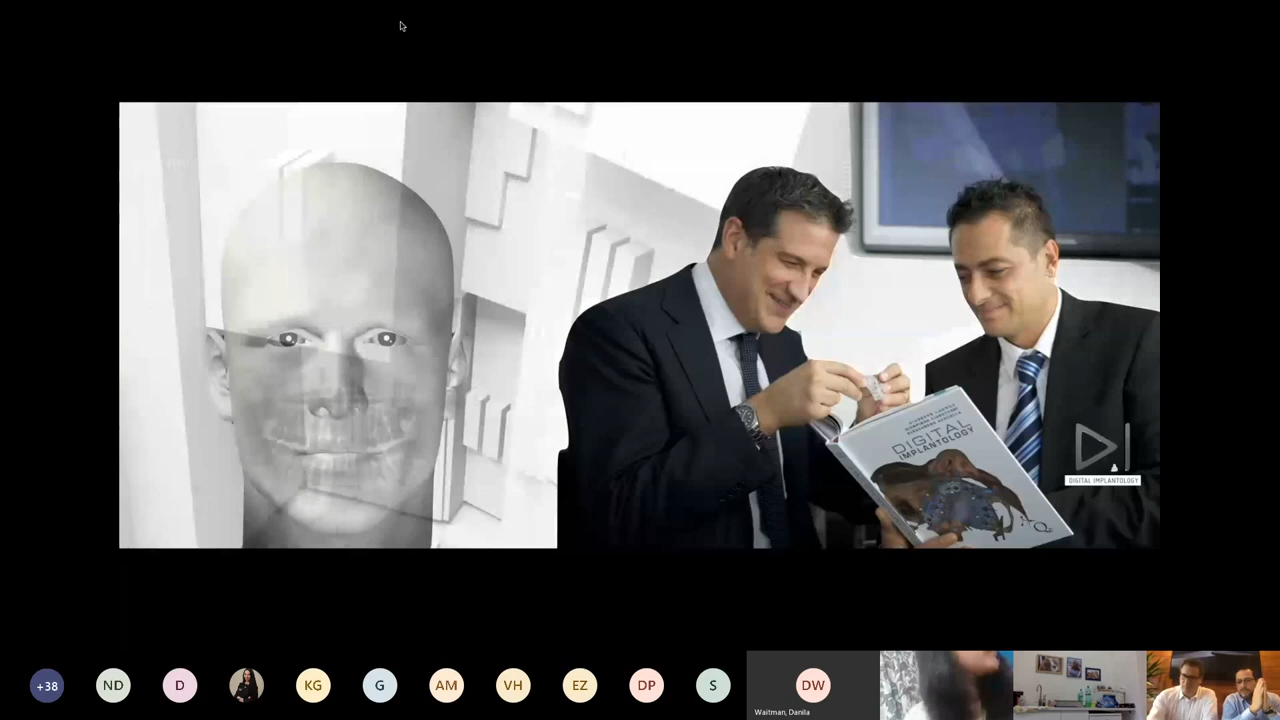 DIGITAL
IMPLANTOLOGY
DIGITAL IMPLANTOLOGY
+38
ND
D
KG
G
AM
VH
EZ
DP
S
DW
Waitman, Danila